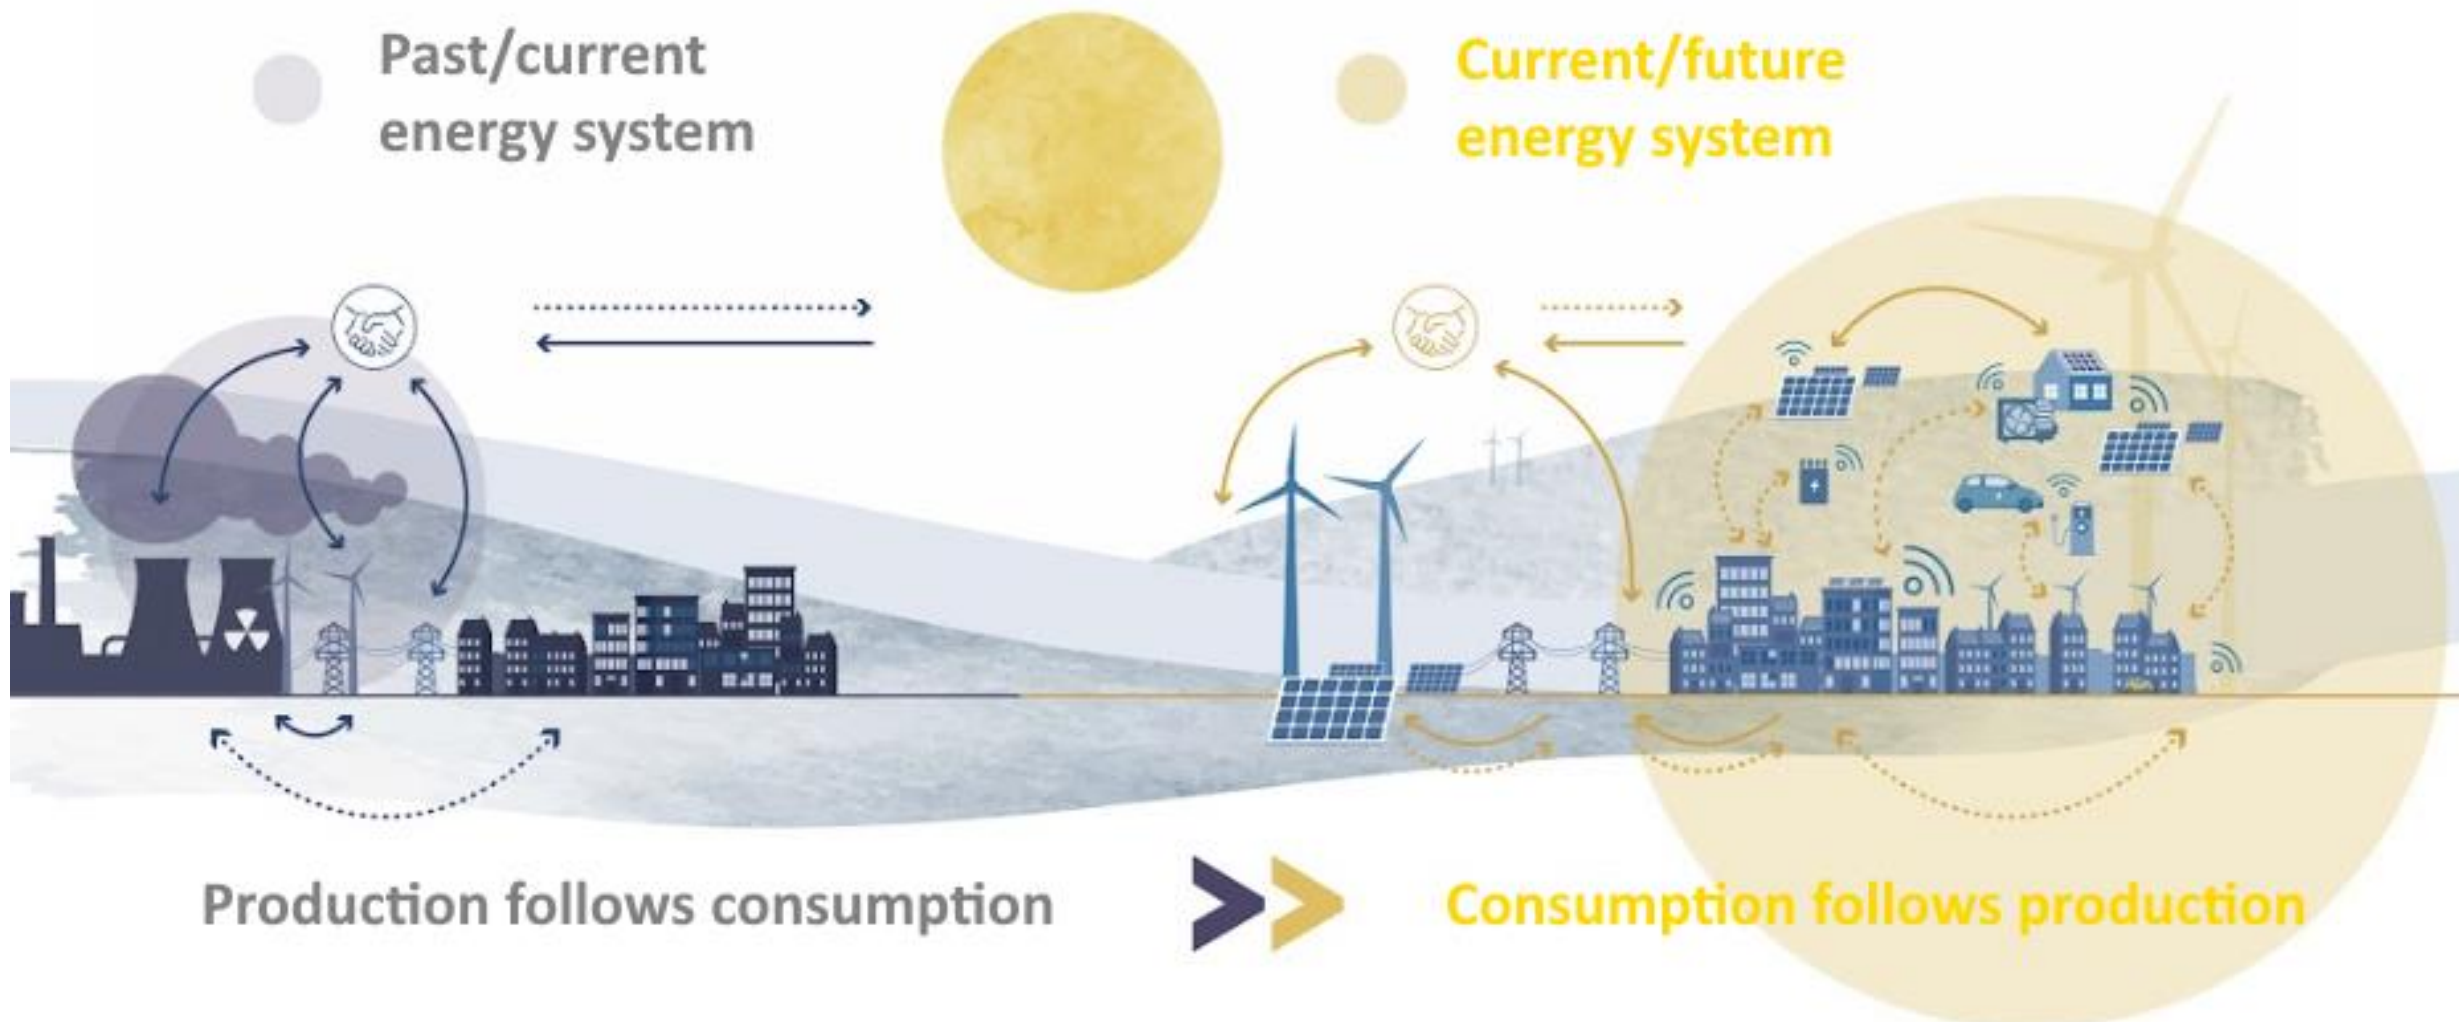 Past/current
energy system
Current/future
energy system
Production follows consumption
Consumption follows production